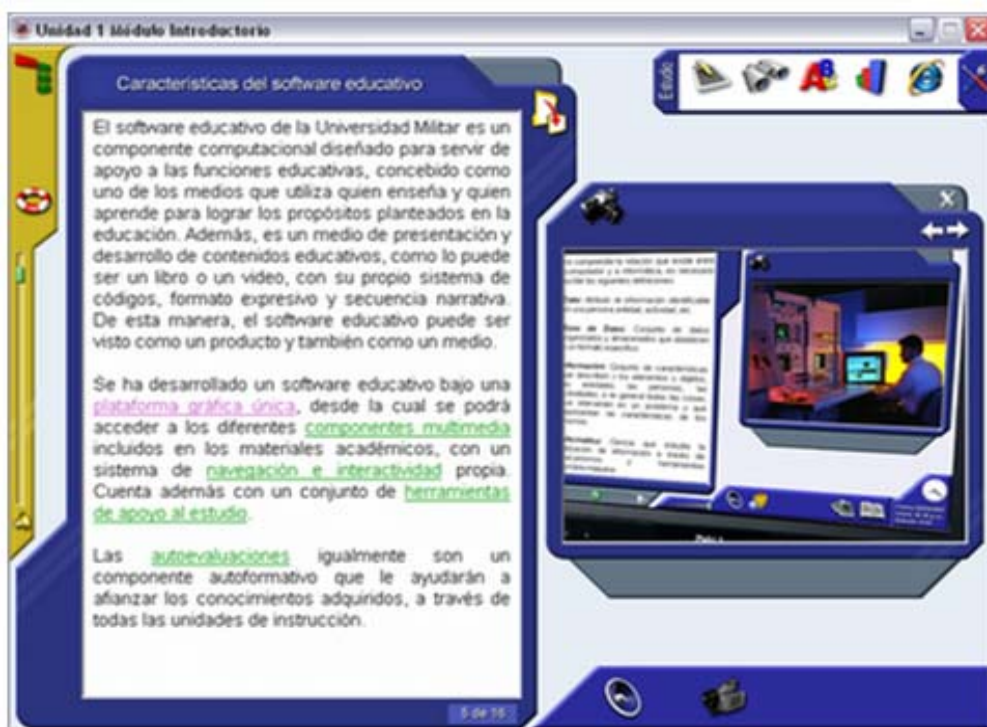 Unidad 1 Módulo Introductorio
Características del software educativo
Estudio
El software educativo de la Universidad Militar es un
componente computacional diseñado para servir de
apoyo a las funciones educativas, concebido como
uno de los medios que utiliza quien enseña y quien
aprende para lograr los propósitos planteados en la
educación. Además, es un medio de presentación y
desarrollo de contenidos educativos, como lo puede
ser un libro o un video, con su propio sistema de
códigos, formato expresivo y secuencia narrativa.
De esta manera, el software educativo puede ser
visto como un producto y también como un medio.
Se ha desarrollado un software educativo bajo una
plataforma gráfica única, desde la cual se podrá
acceder a los diferentes componentes multimedia
incluidos en los materiales académicos, con un
sistema de navegación e interactividad propia.
Cuenta además con un conjunto de herramientas
de apoyo al estudio.
Las autoevaluaciones igualmente son un
componente autoformativo que le ayudarán a
afianzar los conocimientos adquiridos, a través de
todas las unidades de instrucción.
5 de 16